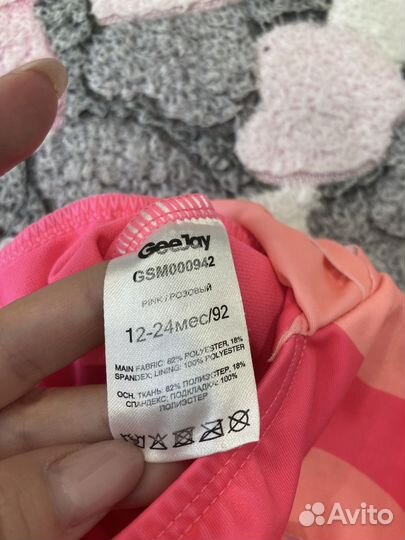 GeeJay
GSM000942
PINK / РОЗОВЫЙ
12-24мес/92
MAIN FABRIC: 82% POLYESTER, 18%
SPANDEX; LINING: 100% POLYESTER
ОСН. ТКАНЬ: 82% ПОЛИЭСТЕР, 18%
СПАНДЕКС, ПОДКЛАДКА: 100%
ПОЛИЭСТЕР
Avito